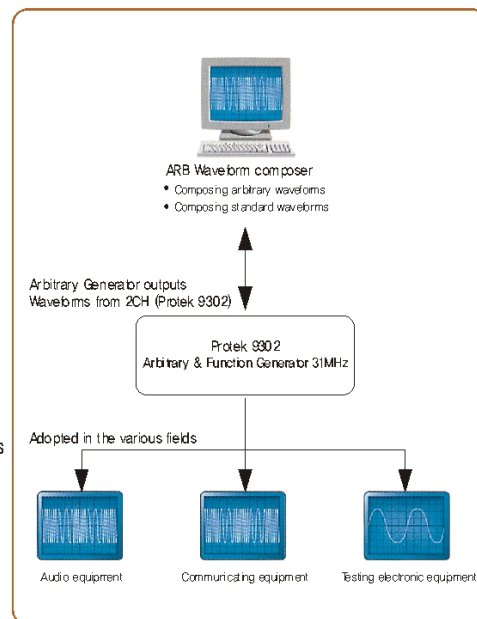 ARB Waveform composer
• Composing arbitrary waveforms
• Composing standard waveforms
Arbitrary Generator outputs
Waveforms from 2CH (Protek 9302)
Protek 9302
Arbitrary & Function Generator 31MHz
Adopted in the various fields
Audio equipment
Communicating equipment
Testing electronic equipment